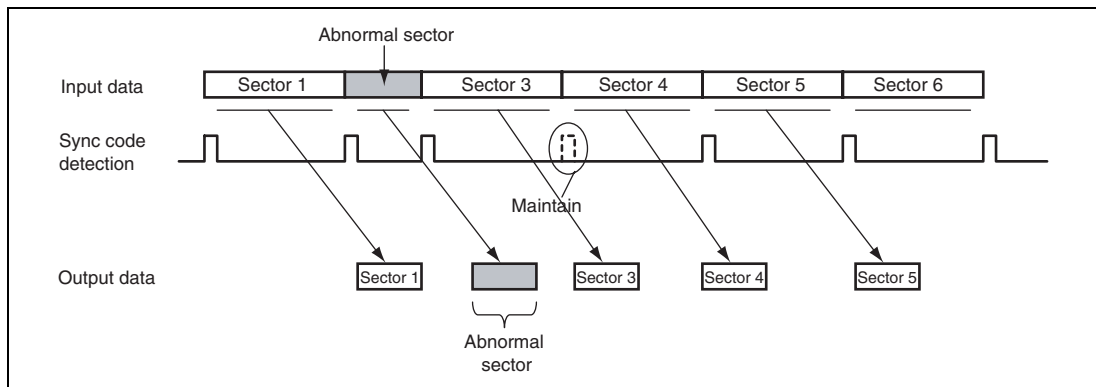 Abnormal sector
Input data
Sector 1
Sector 3
Sector 4
Sector 5
Sector 6
Sync code
detection
Maintain
Output data
Sector 1
Sector 3
Sector 4
Sector 5
Abnormal
sector